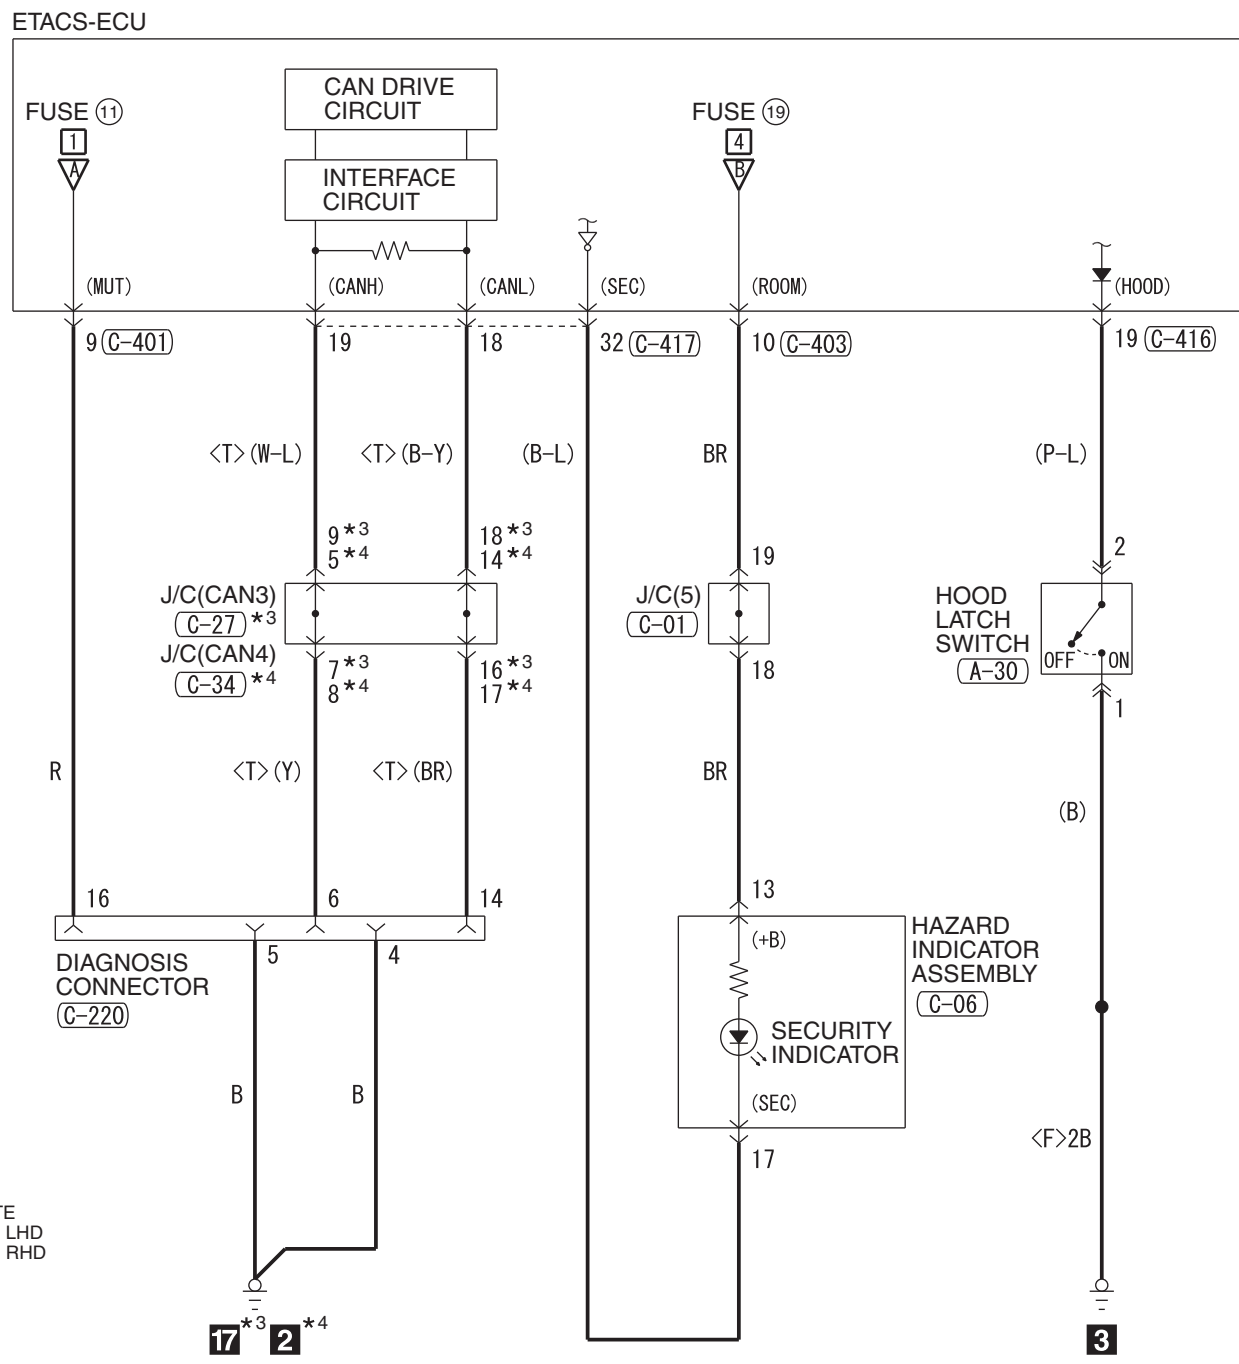 ETACS-ECU
FUSE ⑪
1
A
CAN DRIVE
CIRCUIT
INTERFACE
CIRCUIT
FUSE ⑲
4
B
(MUT)
(CANH)
(CANL)
(SEC)
(ROOM)
(HOOD)
9 C-401
19
18
32 C-417
10 C-403
19 C-416
<T>(W-L)
<T>(B-Y)
(B-L)
BR
(P-L)
9*3
5*4
18*3
14*4
19
2
J/C(CAN3)
C-27 *3
J/C(CAN4)
C-34 *4
J/C(5)
C-01
HOOD
LATCH
SWITCH
A-30
OFF
ON
7*3
8*4
16*3
17*4
18
1
R
<T>(Y)
<T>(BR)
BR
(B)
16
6
14
13
5
4
DIAGNOSIS
CONNECTOR
C-220
(+B)
HAZARD
INDICATOR
ASSEMBLY
C-06
SECURITY
INDICATOR
(SEC)
17
B
B
<F>2B
TE
LHD
RHD
17*3 2*4
3